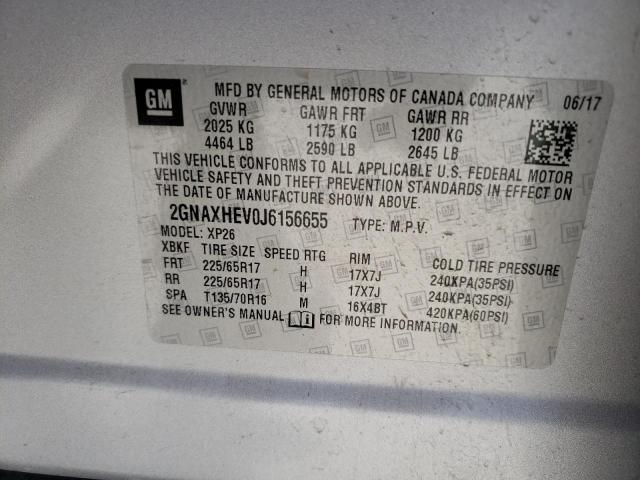 GM
MFD BY GENERAL MOTORS OF CANADA COMPANY 06/17
GVWR GAWR FRT GAWR RR
2025 KG 1175 KG 1200 KG
4464 LB 2590 LB 2645 LB
THIS VEHICLE CONFORMS TO ALL APPLICABLE U.S. FEDERAL MOTOR
VEHICLE SAFETY AND THEFT PREVENTION STANDARDS IN EFFECT ON
THE DATE OF MANUFACTURE SHOWN ABOVE.
2GNAXHEV0J6156655 TYPE: M.P.V.
MODEL: XP26
XBKF TIRE SIZE SPEED RTG RIM COLD TIRE PRESSURE
FRT 225/65R17 H 17X7J 240KPA(35PSI)
RR 225/65R17 H 17X7J 240KPA(35PSI)
SPA T135/70R16 M 16X4BT 420KPA(60PSI)
SEE OWNER'S MANUAL FOR MORE INFORMATION.